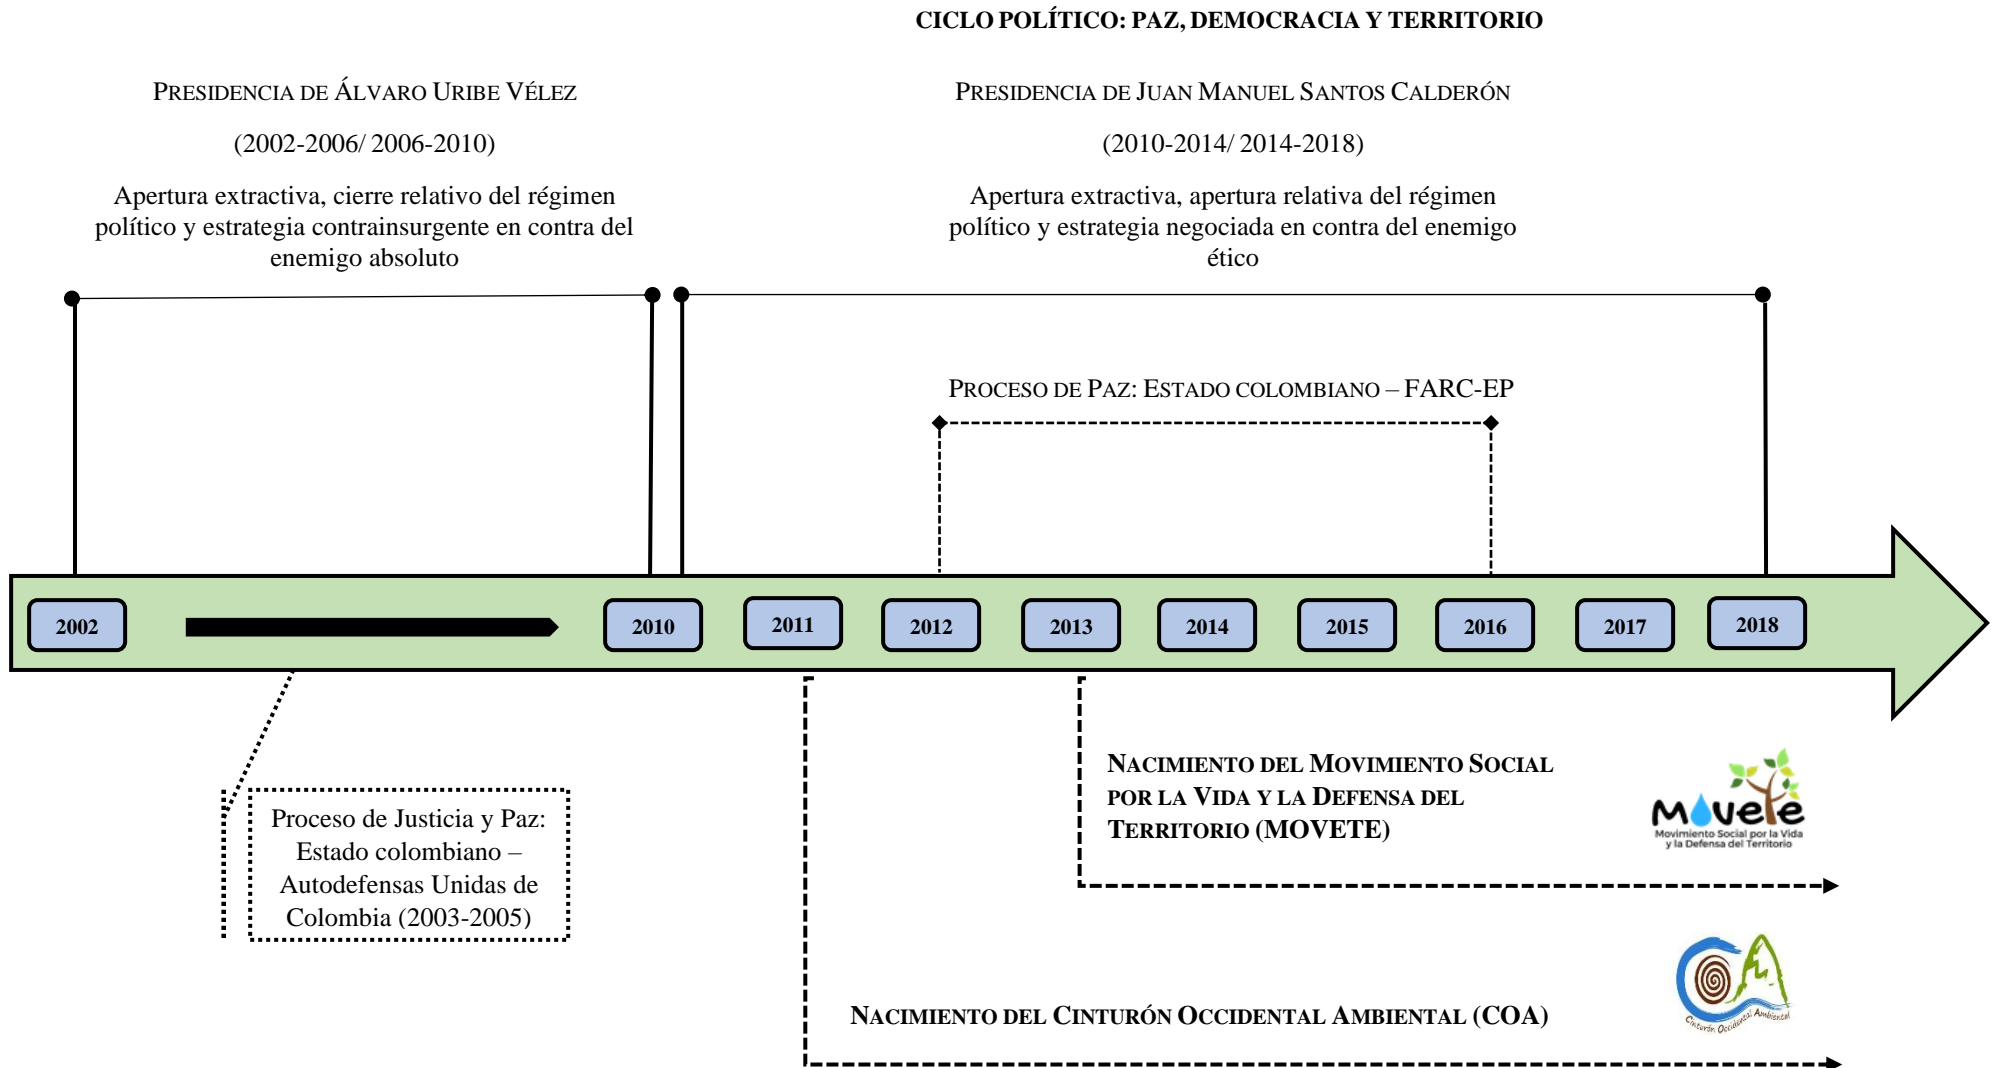 CICLO POLÍTICO: PAZ, DEMOCRACIA Y TERRITORIO
PRESIDENCIA DE ÁLVARO URIBE VÉLEZ
(2002-2006/ 2006-2010)
Apertura extractiva, cierre relativo del régimen
político y estrategia contrainsurgente en contra del
enemigo absoluto
PRESIDENCIA DE JUAN MANUEL SANTOS CALDERÓN
(2010-2014/ 2014-2018)
Apertura extractiva, apertura relativa del régimen
político y estrategia negociada en contra del enemigo
ético
PROCESO DE PAZ: ESTADO COLOMBIANO – FARC-EP
2002
2010
2011
2012
2013
2014
2015
2016
2017
2018
Proceso de Justicia y Paz:
Estado colombiano –
Autodefensas Unidas de
Colombia (2003-2005)
NACIMIENTO DEL MOVIMIENTO SOCIAL
POR LA VIDA Y LA DEFENSA DEL
TERRITORIO (MOVETE)
Movete
Movimiento Social por la Vida
y la Defensa del Territorio
NACIMIENTO DEL CINTURÓN OCCIDENTAL AMBIENTAL (COA)
COA
Cinturón Occidental Ambiental